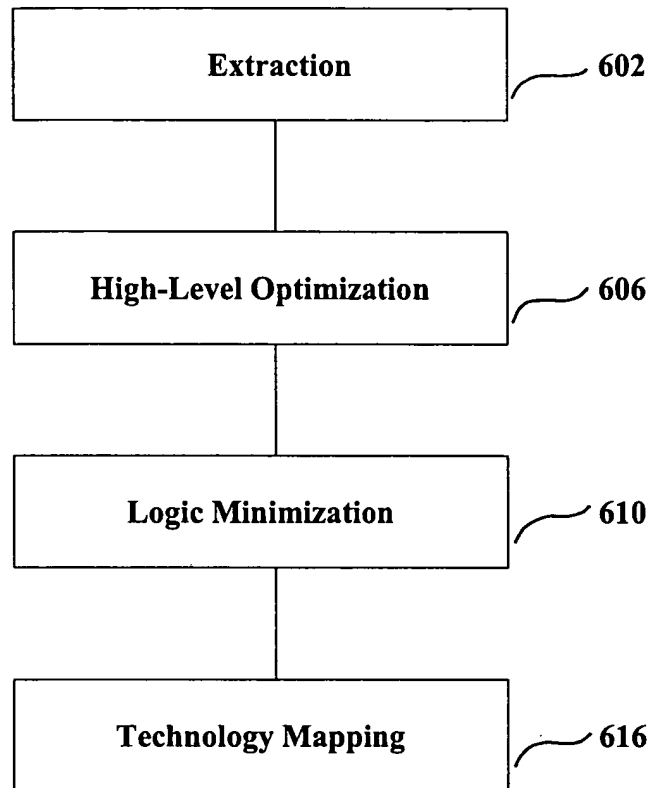 Extraction 602
High-Level Optimization 606
Logic Minimization 610
Technology Mapping 616